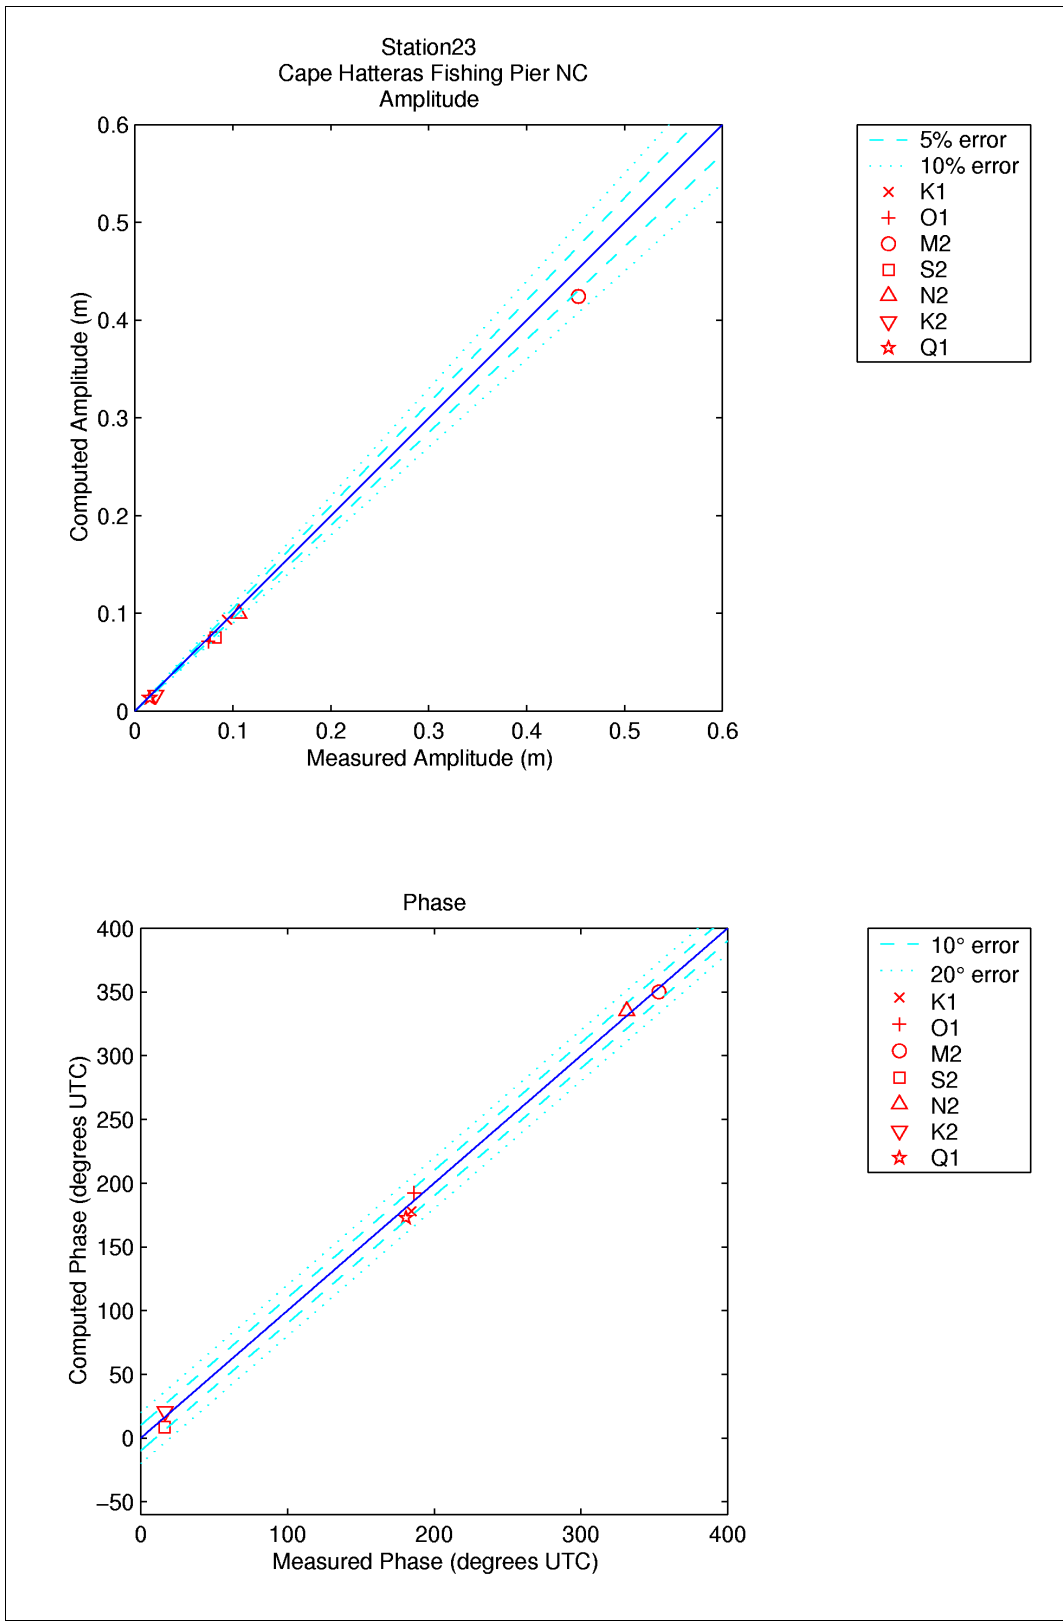 Station23
Cape Hatteras Fishing Pier NC
Amplitude
0.6
0.5
0.4
0.3
0.2
0.1
0
Computed Amplitude (m)
0 0.1 0.2 0.3 0.4 0.5 0.6
Measured Amplitude (m)
5% error
10% error
K1
O1
M2
S2
N2
K2
Q1
Phase
400
350
300
250
200
150
100
50
0
−50
Computed Phase (degrees UTC)
0 100 200 300 400
Measured Phase (degrees UTC)
10° error
20° error
K1
O1
M2
S2
N2
K2
Q1